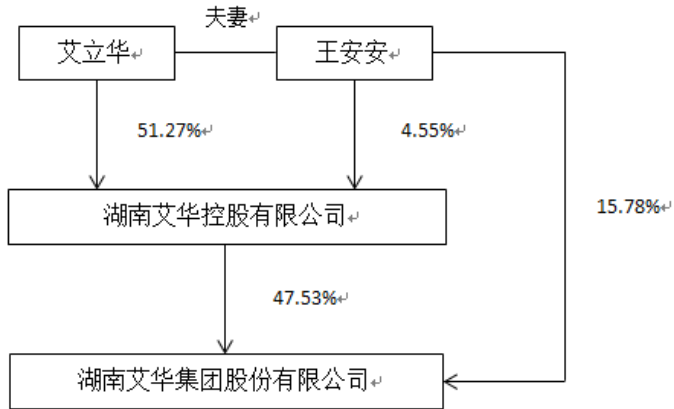 夫妻
艾立华
王安安
51.27%
4.55%
湖南艾华控股有限公司
15.78%
47.53%
湖南艾华集团股份有限公司